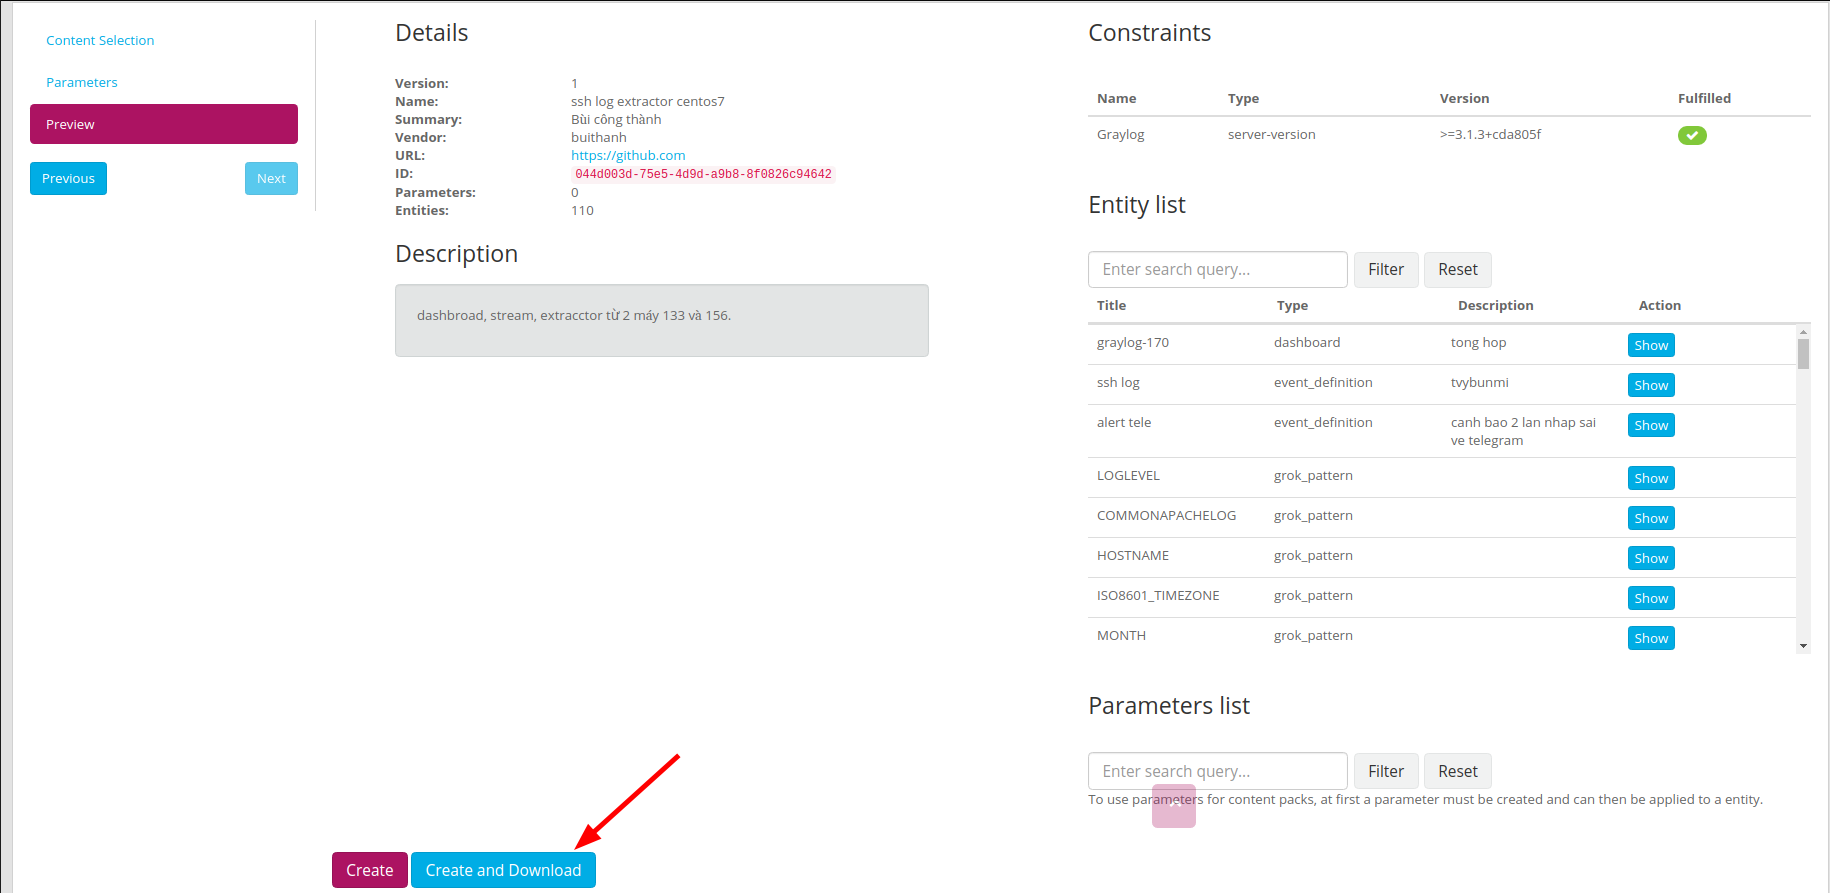 Content Selection
Parameters
Preview
Previous
Next
Details
Version: 1
Name: ssh log extractor centos7
Summary: Bùi công thành
Vendor: buithanh
URL: https://github.com
ID: 044d003d-75e5-4d9d-a9b8-8f0826c94642
Parameters: 0
Entities: 110
Description
dashbroad, stream, extracctor từ 2 máy 133 và 156.
Create
Create and Download
Constraints
Name Type Version Fulfilled
Graylog server-version >=3.1.3+cda805f
Entity list
Enter search query... Filter Reset
Title Type Description Action
graylog-170 dashboard tong hop Show
ssh log event_definition tvybunmi Show
alert tele event_definition canh bao 2 lan nhap sai Show
ve telegram
LOGLEVEL grok_pattern Show
COMMONAPACHELOG grok_pattern Show
HOSTNAME grok_pattern Show
ISO8601_TIMEZONE grok_pattern Show
MONTH grok_pattern Show
Parameters list
Enter search query... Filter Reset
To use parameters for content packs, at first a parameter must be created and can then be applied to a entity.